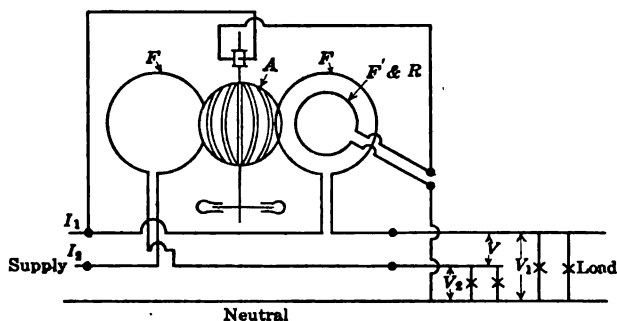 F
A
F
F' & R
I₁
I₂
Supply
V
V₁
V₂
Load
Neutral